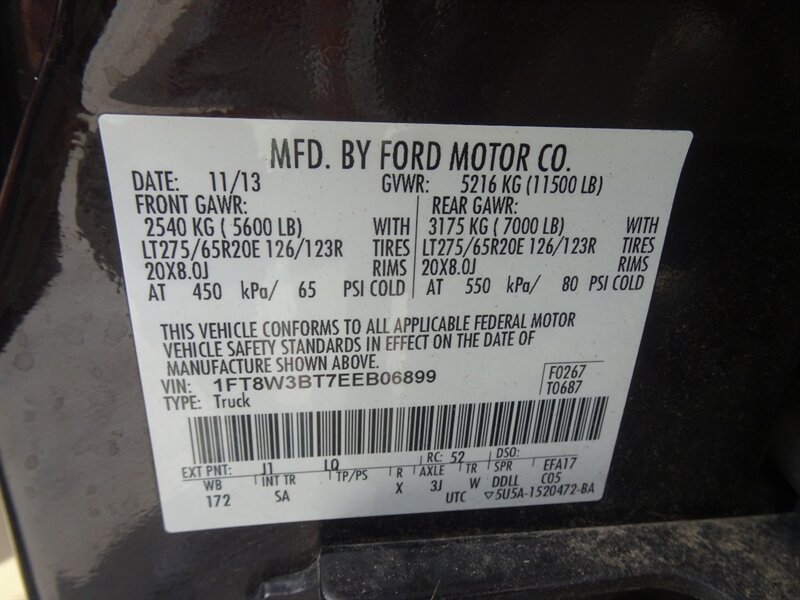 MFD. BY FORD MOTOR CO.
DATE: 11/13 GVWR: 5216 KG (11500 LB)
FRONT GAWR: REAR GAWR:
2540 KG ( 5600 LB) WITH 3175 KG ( 7000 LB) WITH
LT275/65R20E 126/123R TIRES LT275/65R20E 126/123R TIRES
20X8.0J RIMS 20X8.0J RIMS
AT 450 kPa/ 65 PSI COLD AT 550 kPa/ 80 PSI COLD
THIS VEHICLE CONFORMS TO ALL APPLICABLE FEDERAL MOTOR
VEHICLE SAFETY STANDARDS IN EFFECT ON THE DATE OF
MANUFACTURE SHOWN ABOVE.
VIN: 1FT8W3BT7EEB06899 F0267
TYPE: Truck T0687
EXT PNT: J1 LQ RC: 52 DSO:
WB INT TR TP/PS R AXLE TR SPR EFA17
172 SA X 3J W DDLL C05
UTC ▽5U5A-1520472-BA